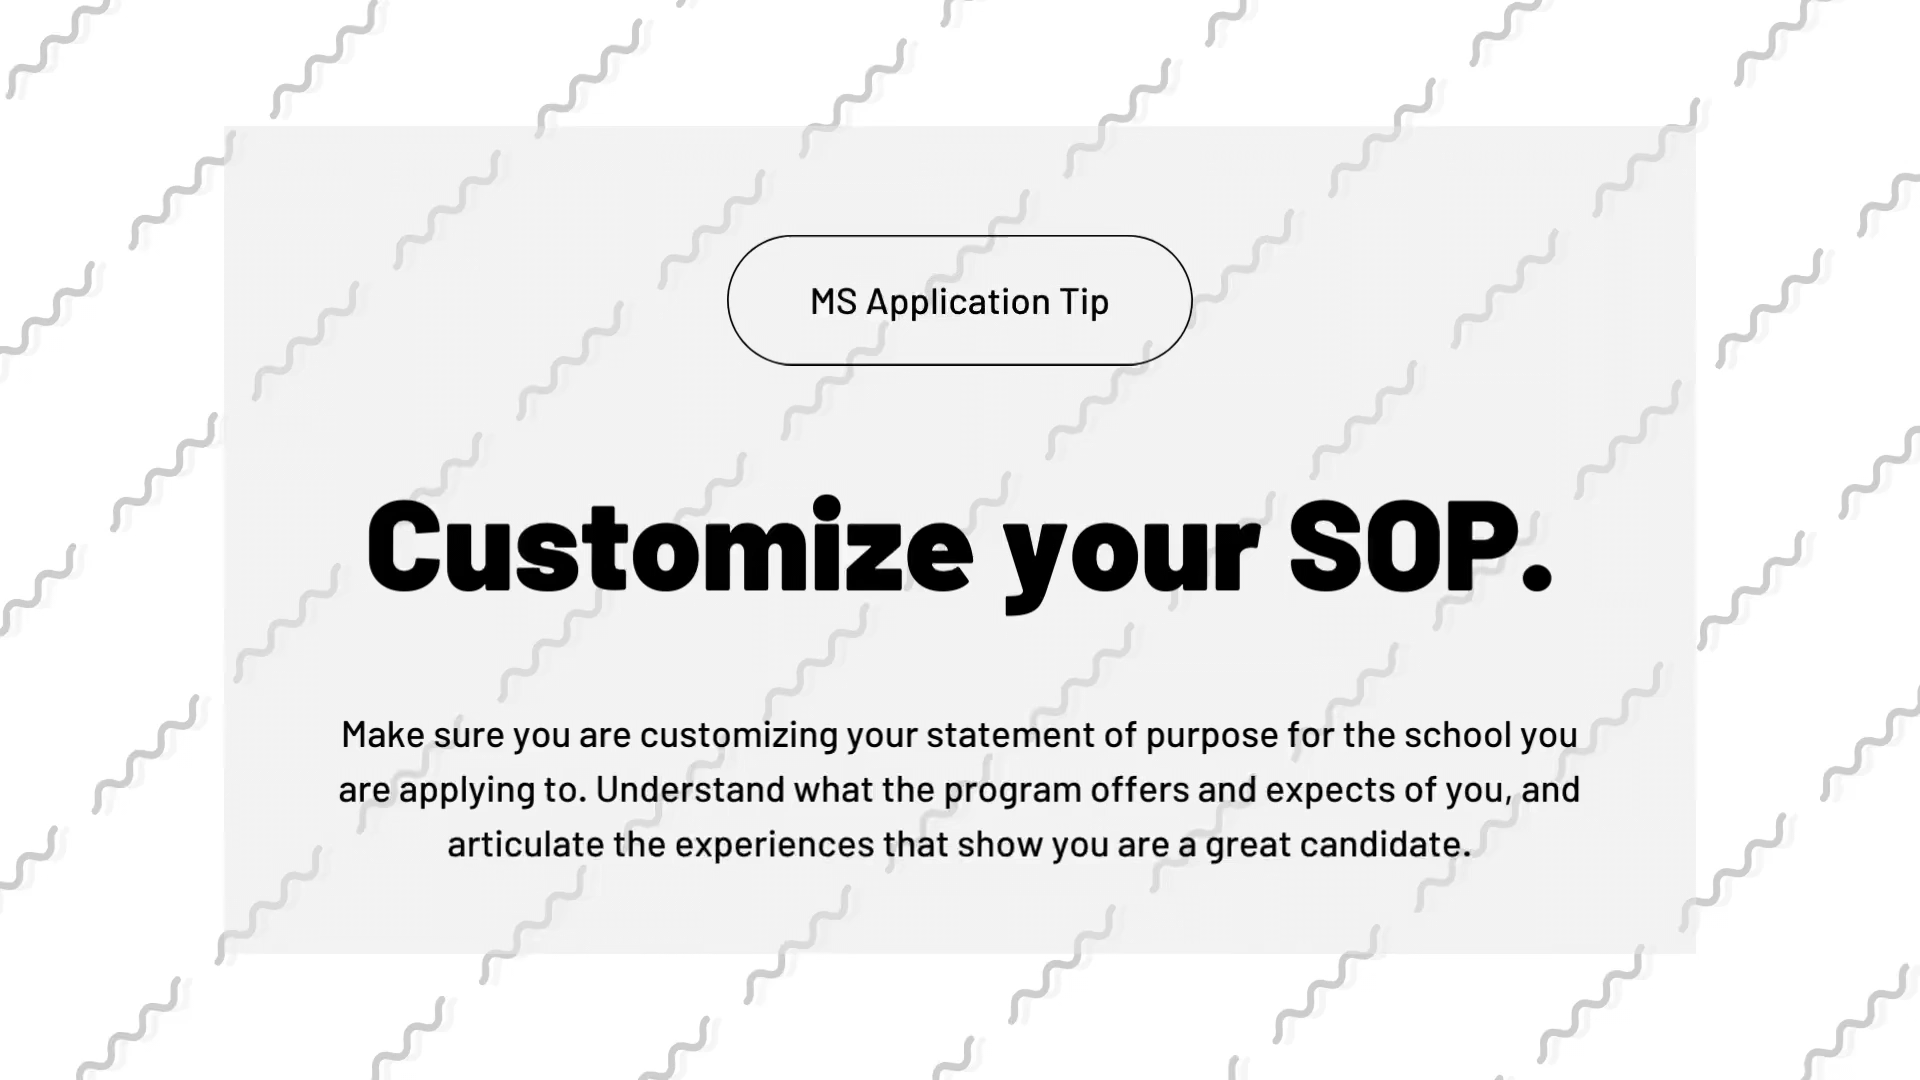 MS Application Tip
Customize your SOP.
Make sure you are customizing your statement of purpose for the school you
are applying to. Understand what the program offers and expects of you, and
articulate the experiences that show you are a great candidate.